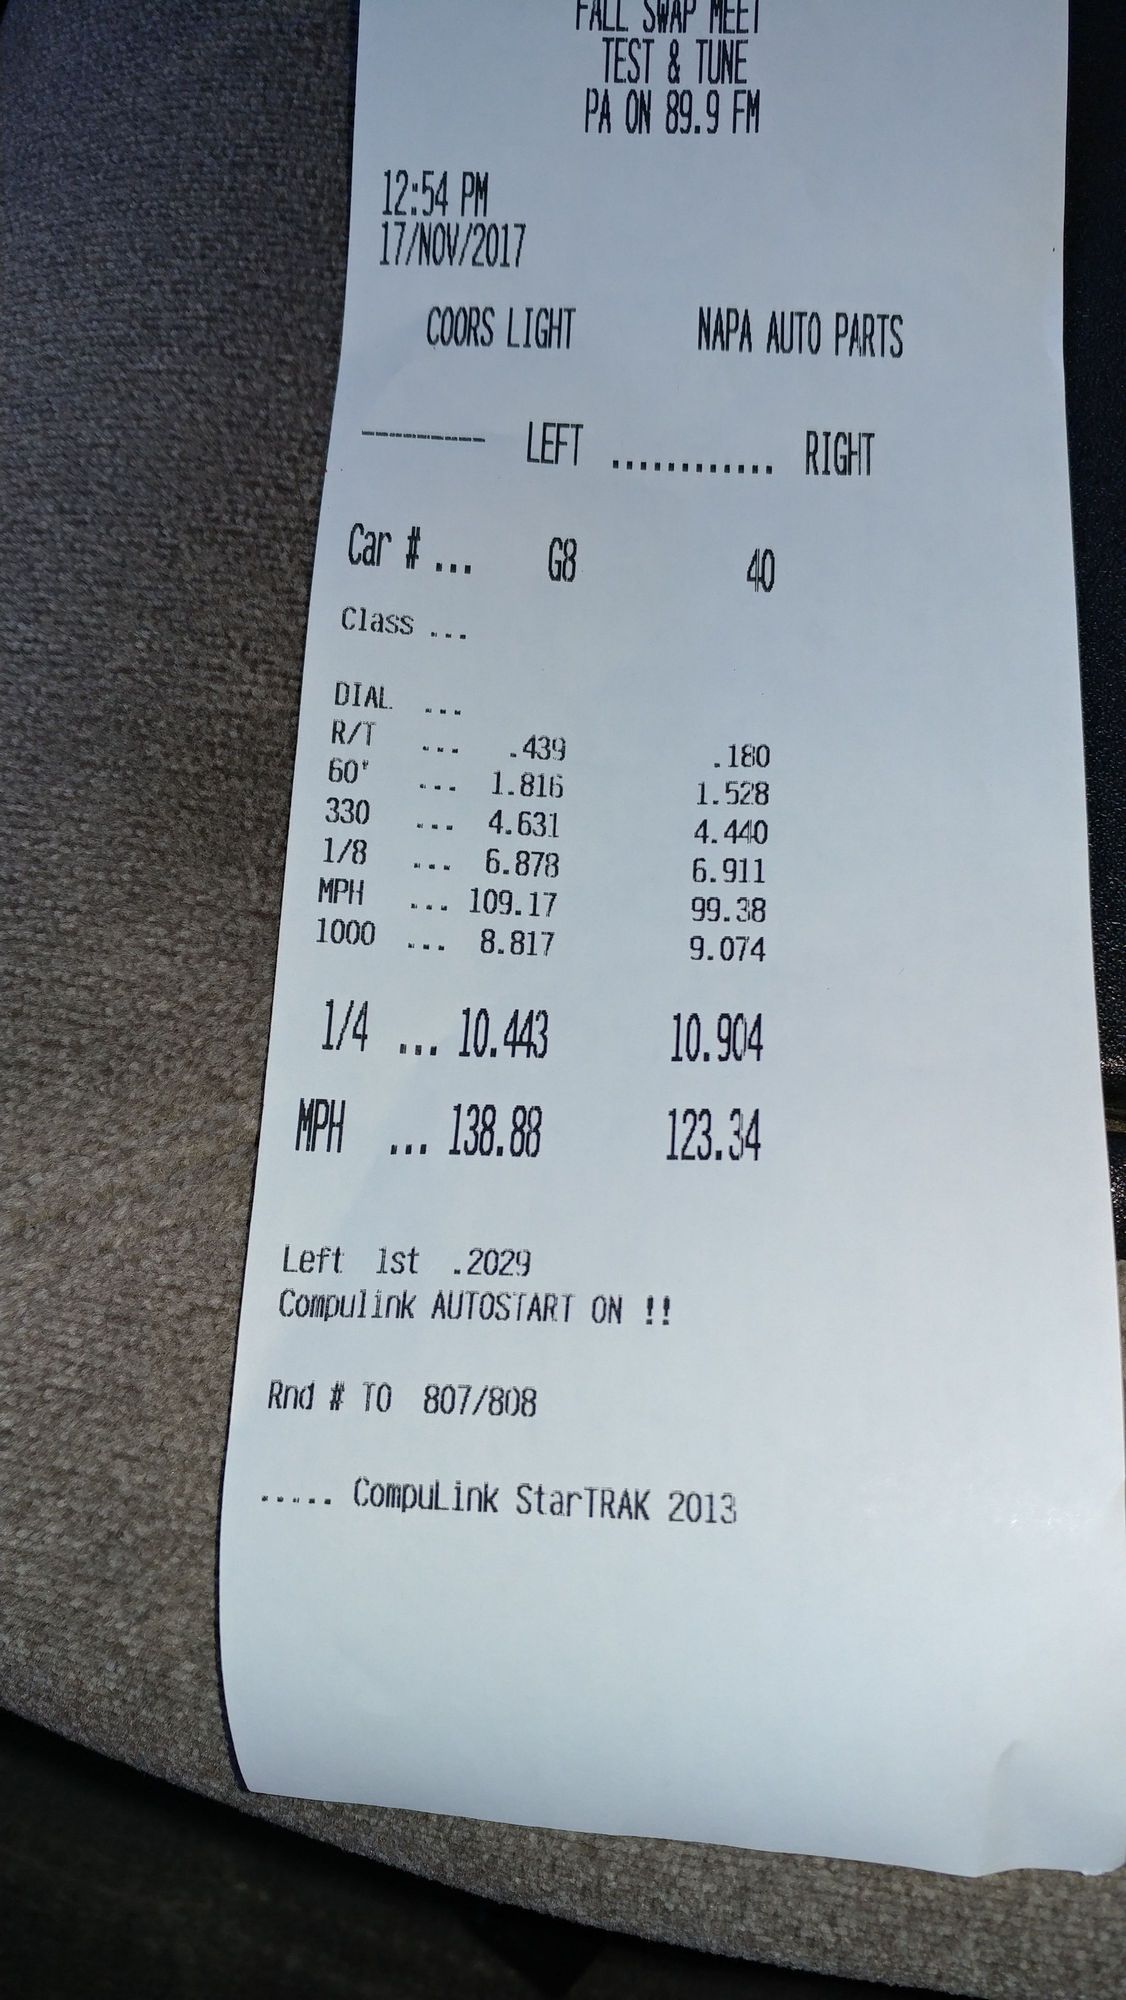 FALL SWAP MEET
TEST & TUNE
PA ON 89.9 FM
12:54 PM
17/NOV/2017
COORS LIGHT NAPA AUTO PARTS
--------- LEFT ............ RIGHT
Car # ... G8 40
Class ...
DIAL ...
R/T ... .439 .180
60' ... 1.816 1.528
330 ... 4.631 4.440
1/8 ... 6.878 6.911
MPH ... 109.17 99.38
1000 ... 8.817 9.074
1/4 ... 10.443 10.904
MPH ... 138.88 123.34
Left 1st .2029
Compulink AUTOSTART ON !!
Rnd # TO 807/808
..... CompuLink StarTRAK 2013